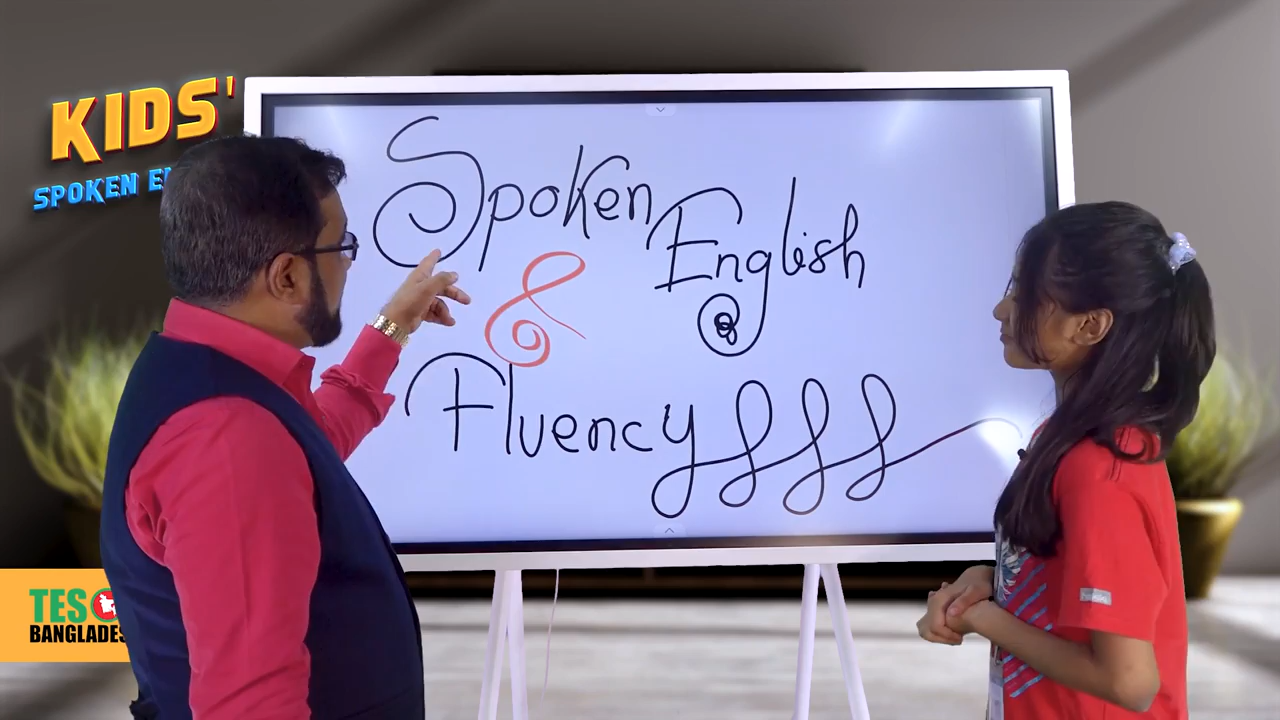 KIDS'
SPOKEN
Spoken
English
&
Fluency
TES
BANGLADES